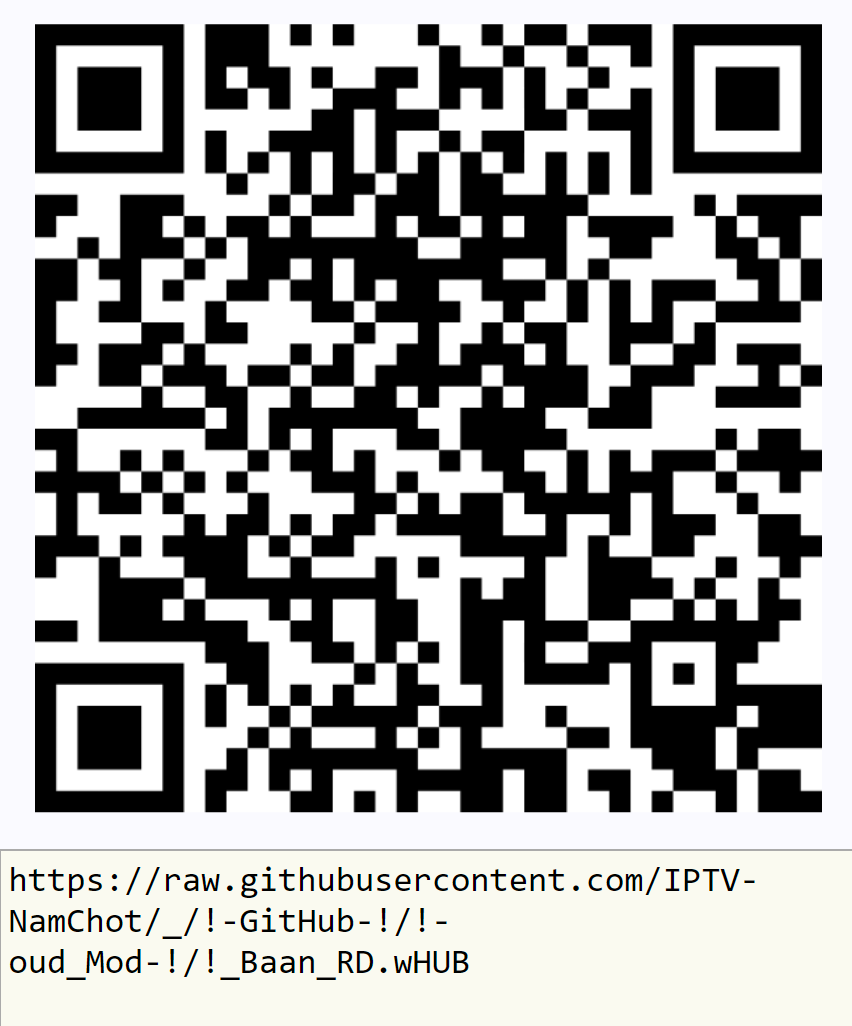 https://raw.githubusercontent.com/IPTV-
NamChot/_/!-GitHub-!/!-
oud_Mod-!/!_Baan_RD.wHUB